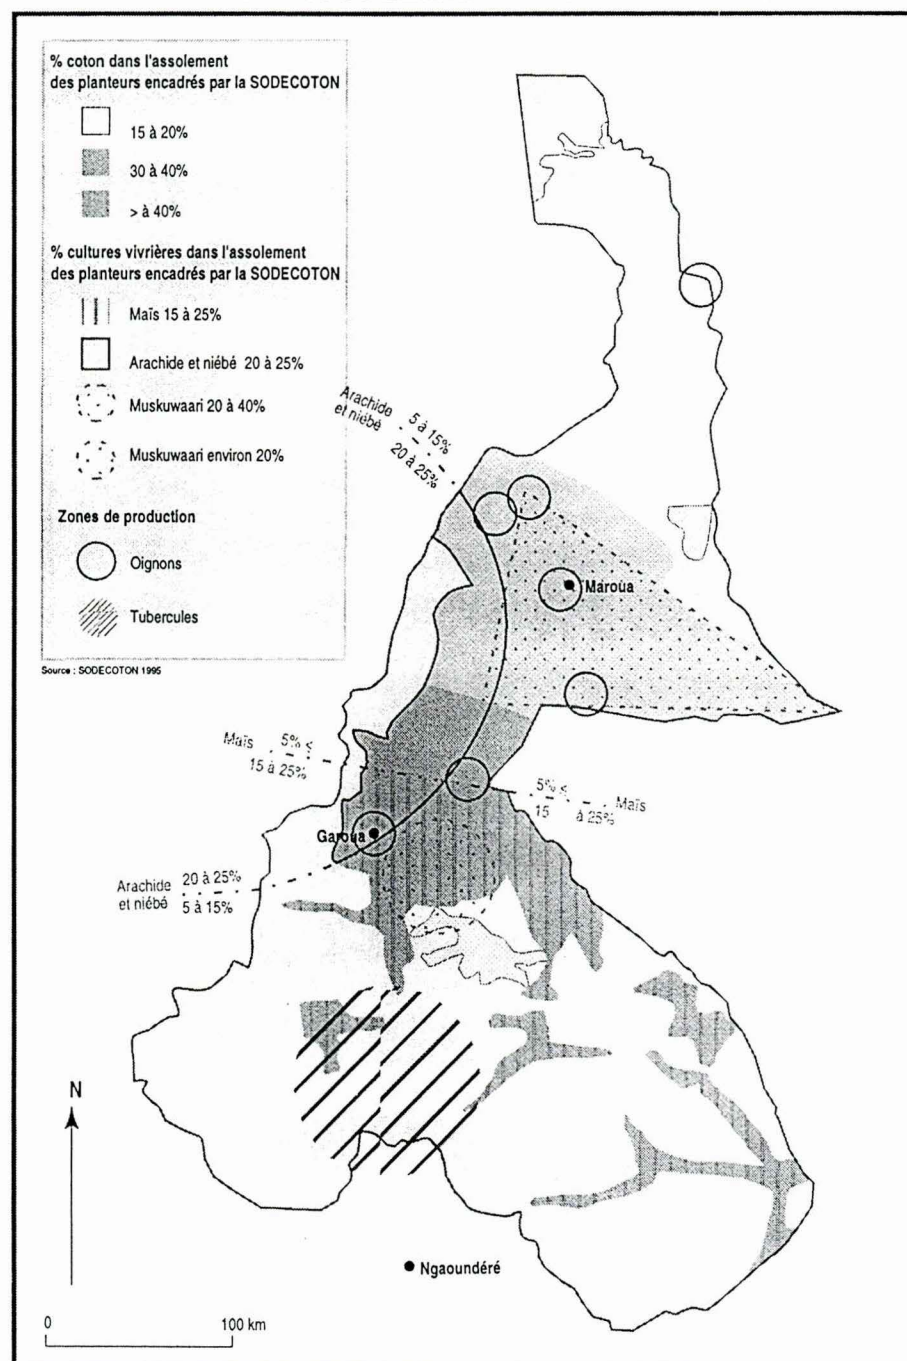 % coton dans l'assolement
des planteurs encadrés par la SODECOTON
15 à 20%
30 à 40%
> à 40%
% cultures vivrières dans l'assolement
des planteurs encadrés par la SODECOTON
Maïs 15 à 25%
Arachide et niébé 20 à 25%
Muskuwaari 20 à 40%
Muskuwaari environ 20%
Zones de production
Oignons
Tubercules
Source : SODECOTON 1995
Arachide
et niébé
5 à 15%
20 à 25%
Maroua
Maïs
5% ≤
15 à 25%
5% ≤
15 à 25%
Maïs
Garoua
Arachide
et niébé
20 à 25%
5 à 15%
N
Ngaoundéré
0 100 km